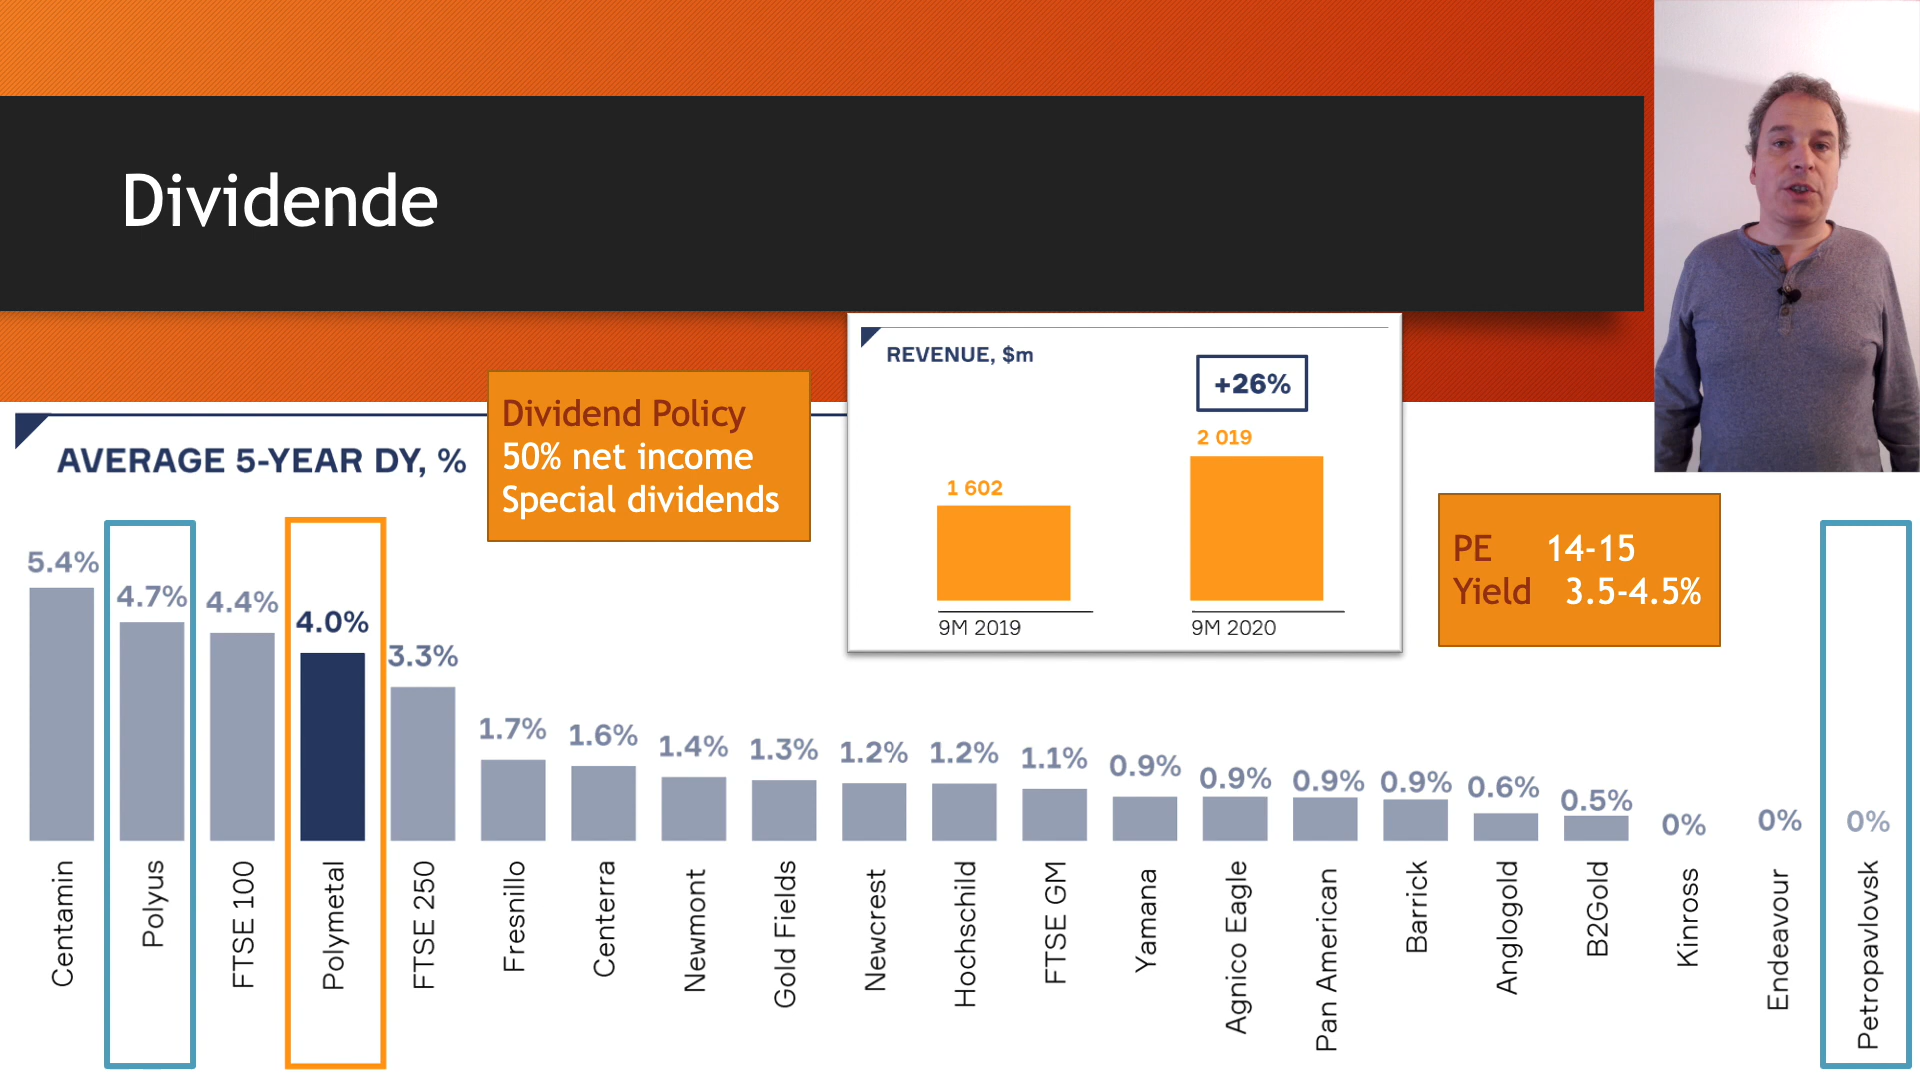 Dividende
AVERAGE 5-YEAR DY, %
Dividend Policy
50% net income
Special dividends
REVENUE, $m
+26%
1 602
2 019
9M 2019
9M 2020
PE 14-15
Yield 3.5-4.5%
5.4%
4.7%
4.4%
4.0%
3.3%
1.7%
1.6%
1.4%
1.3%
1.2%
1.2%
1.1%
0.9%
0.9%
0.9%
0.9%
0.6%
0.5%
0%
0%
0%
Centamin
Polyus
FTSE 100
Polymetal
FTSE 250
Fresnillo
Centerra
Newmont
Gold Fields
Newcrest
Hochschild
FTSE GM
Yamana
Agnico Eagle
Pan American
Barrick
Anglogold
B2Gold
Kinross
Endeavour
Petropavlovsk